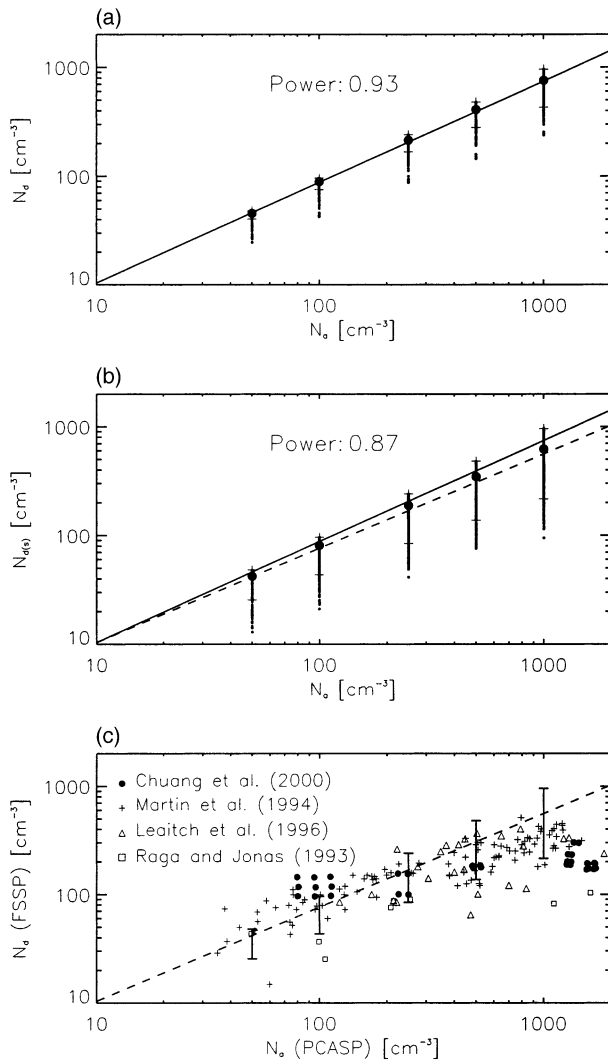 (a)
1000
100
10
N_d [cm⁻³]
Power: 0.93
10
100
1000
N_a [cm⁻³]
(b)
1000
100
10
N_d(s) [cm⁻³]
Power: 0.87
10
100
1000
N_a [cm⁻³]
(c)
1000
100
10
N_d (FSSP) [cm⁻³]
Chuang et al. (2000)
Martin et al. (1994)
Leaitch et al. (1996)
Raga and Jonas (1993)
10
100
1000
N_a (PCASP) [cm⁻³]